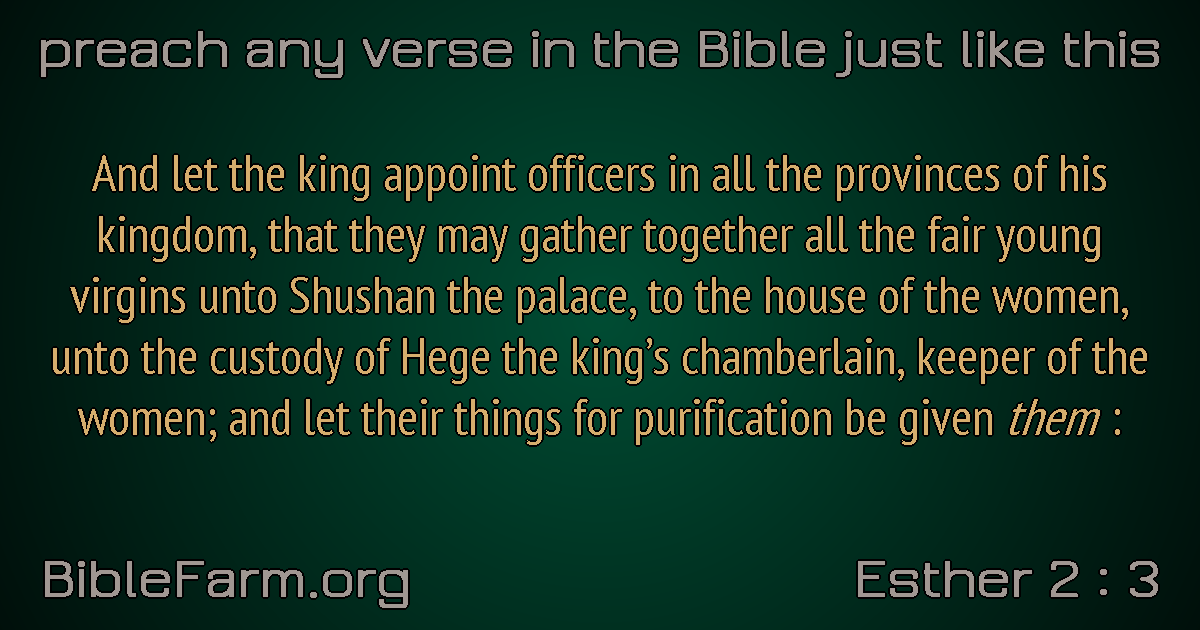 preach any verse in the Bible just like this
And let the king appoint officers in all the provinces of his
kingdom, that they may gather together all the fair young
virgins unto Shushan the palace, to the house of the women,
unto the custody of Hege the king’s chamberlain, keeper of the
women; and let their things for purification be given them :
BibleFarm.org
Esther 2 : 3